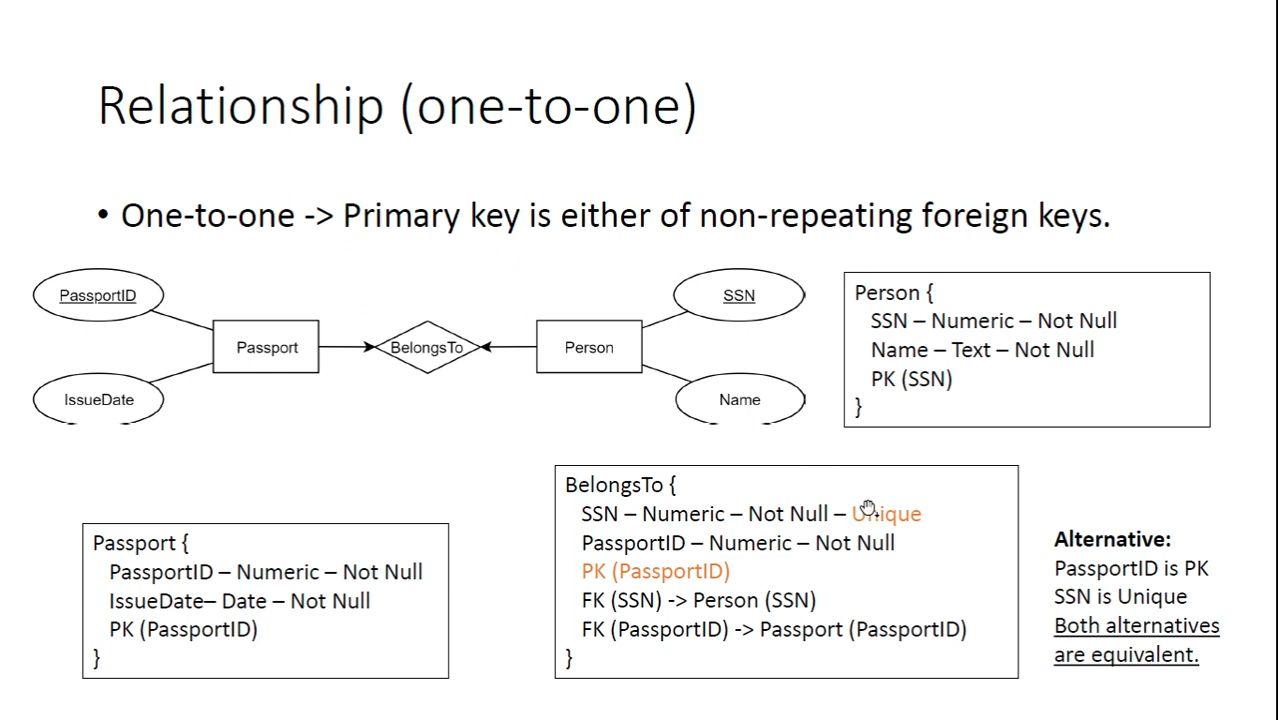 Relationship (one-to-one)
• One-to-one -> Primary key is either of non-repeating foreign keys.
PassportID
IssueDate
Passport
BelongsTo
Person
SSN
Name
Person {
SSN – Numeric – Not Null
Name – Text – Not Null
PK (SSN)
}
Passport {
PassportID – Numeric – Not Null
IssueDate– Date – Not Null
PK (PassportID)
}
BelongsTo {
SSN – Numeric – Not Null – Unique
PassportID – Numeric – Not Null
PK (PassportID)
FK (SSN) -> Person (SSN)
FK (PassportID) -> Passport (PassportID)
}
Alternative:
PassportID is PK
SSN is Unique
Both alternatives
are equivalent.